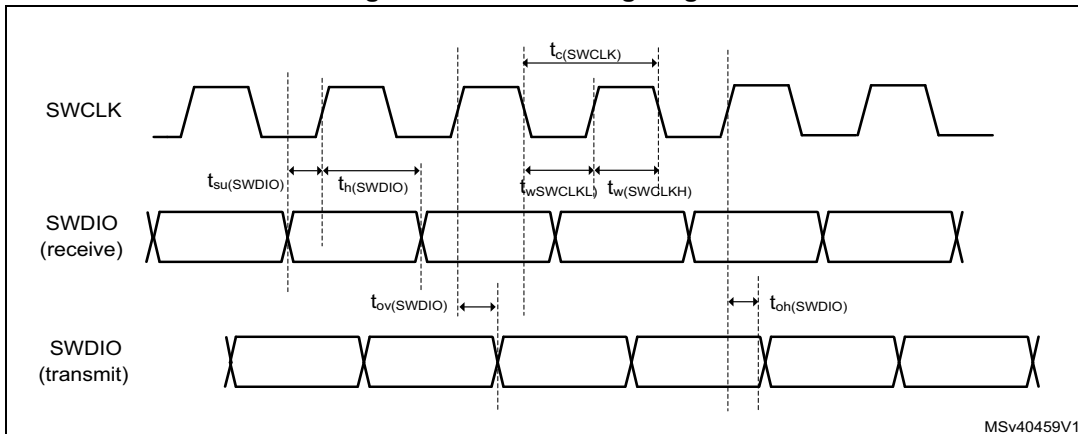 tc(SWCLK)
SWCLK
tsu(SWDIO)
th(SWDIO)
twSWCLKL)
tw(SWCLKH)
SWDIO
(receive)
tov(SWDIO)
toh(SWDIO)
SWDIO
(transmit)
MSv40459V1